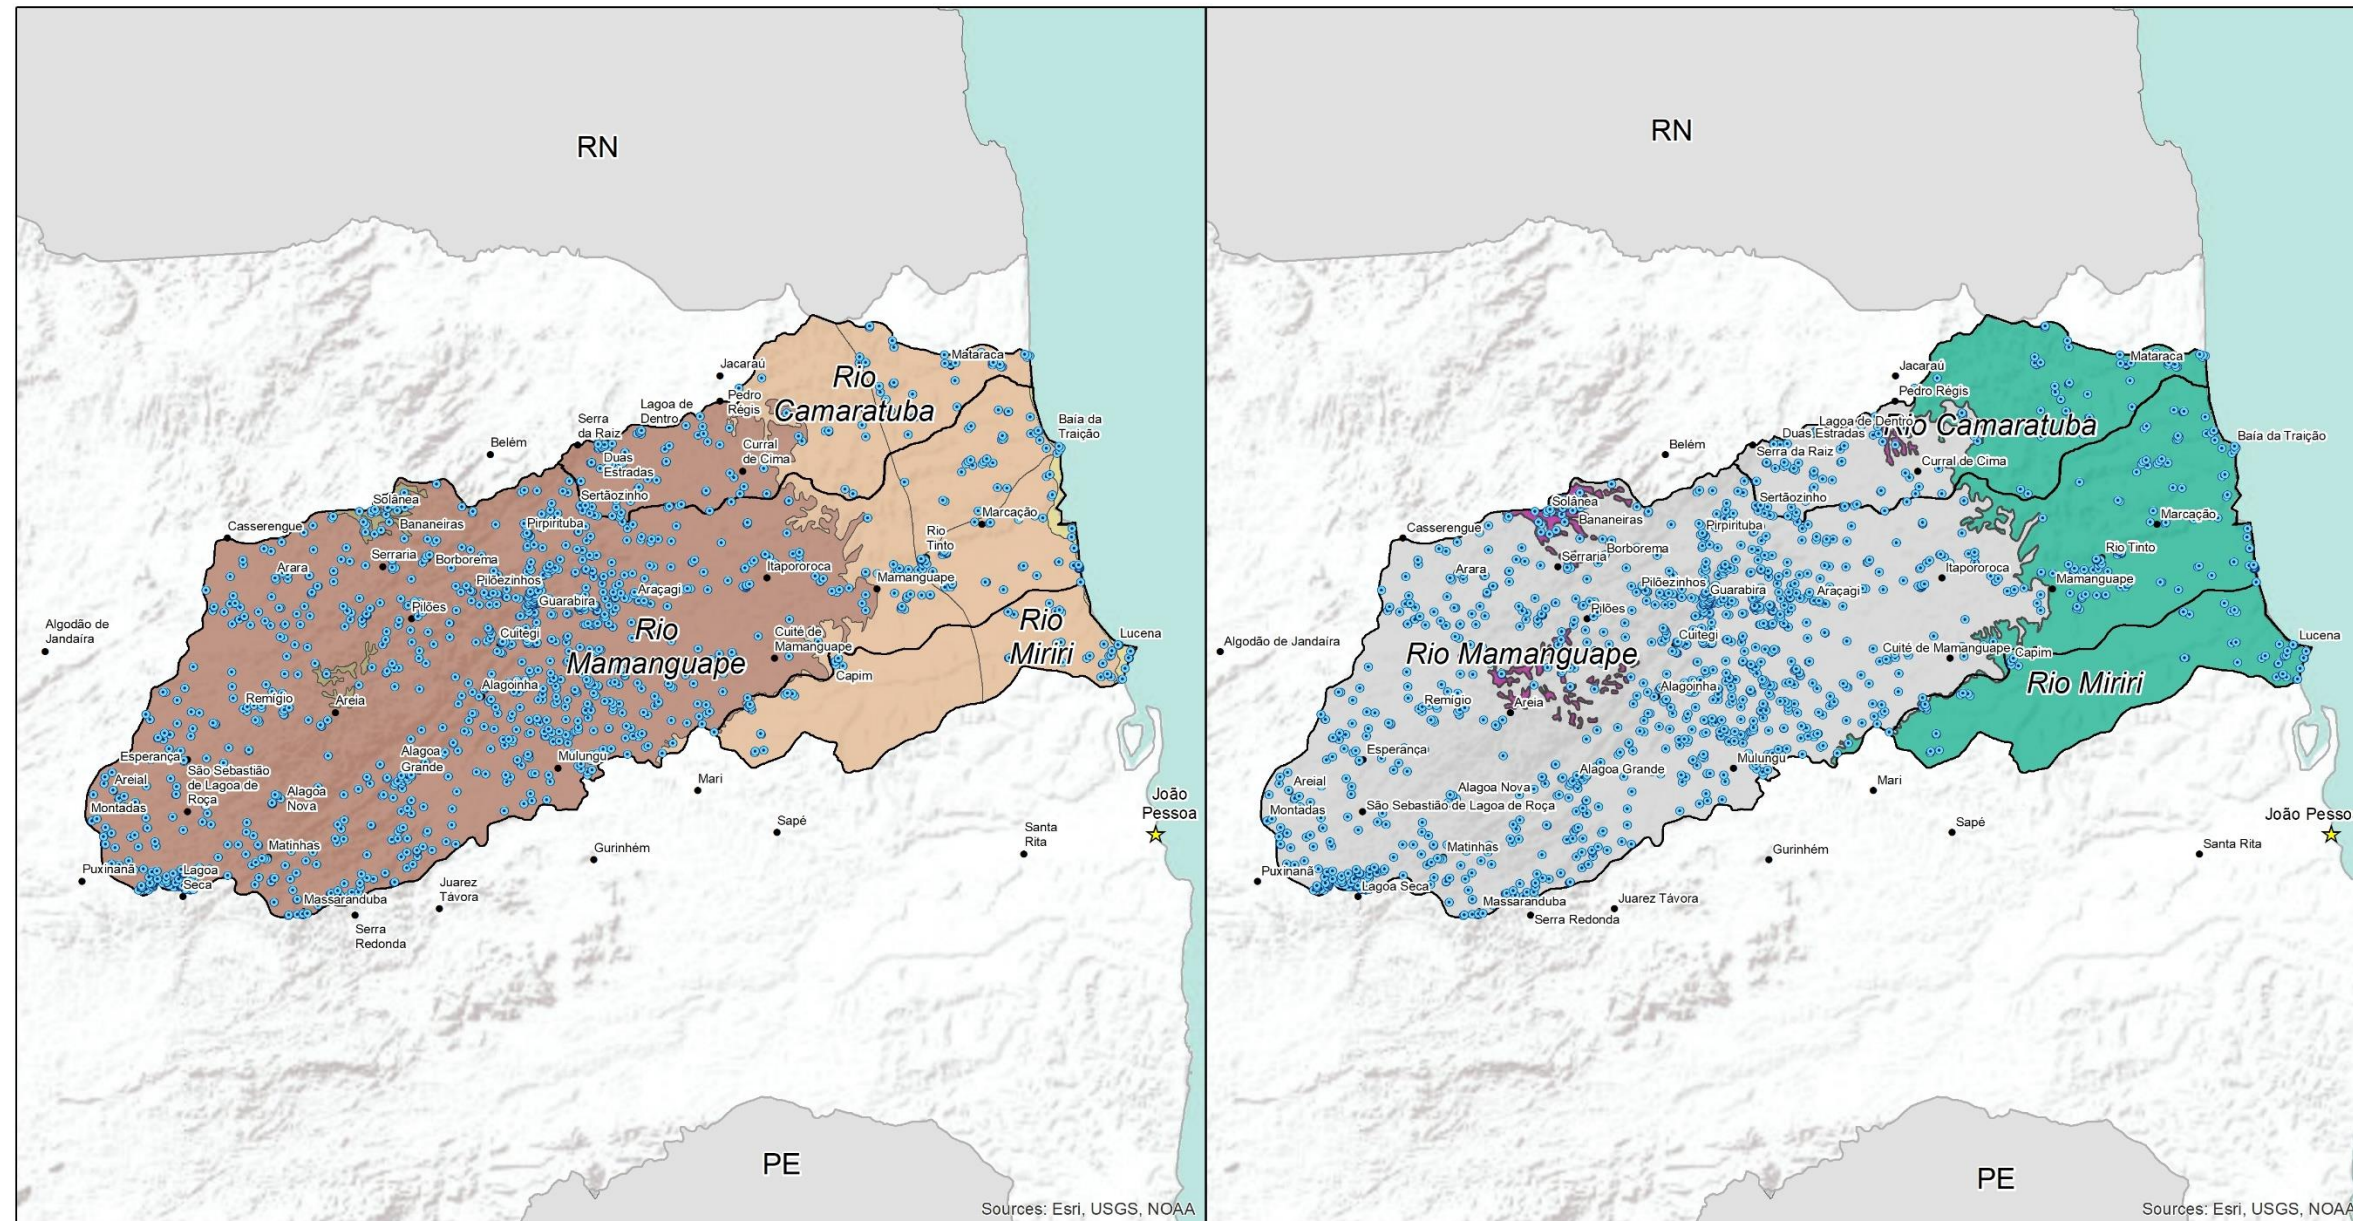 RN
Jacaraú
Pedro
Régis
Rio
Camaratuba
Mataraca
Lagoa de
Dentro
Serra
da Raiz
Baía da
Traição
Belém
Duas
Estradas
Curral
de Cima
Sertãozinho
Solânea
Bananeiras
Casserengue
Pirpirituba
Marcação
Rio
Tinto
Serraria
Borborema
Arara
Pilõezinhos
Itapororoca
Mamanguape
Guarabira
Araçagi
Pilões
Algodão de
Jandaíra
Cuitegi
Rio
Mamanguape
Cuité de
Mamanguape
Rio
Miriri
Lucena
Capim
Alagoinha
Remígio
Areia
Esperança
Alagoa
Grande
Mulungu
Areial
São Sebastião
de Lagoa de
Roça
Mari
Montadas
Alagoa
Nova
João
Pessoa
Sapé
Santa
Rita
Matinhas
Gurinhém
Puxinanã
Lagoa
Seca
Juarez
Távora
Massaranduba
Serra
Redonda
PE
Sources: Esri, USGS, NOAA
RN
Jacaraú
Mataraca
Pedro Régis
Lagoa de Dentro
Rio Camaratuba
Duas Estradas
Baía da Traição
Belém
Serra da Raiz
Curral de Cima
Sertãozinho
Solânea
Bananeiras
Casserengue
Pirpirituba
Marcação
Rio Tinto
Serraria
Borborema
Arara
Itapororoca
Pilõezinhos
Mamanguape
Guarabira
Araçagi
Pilões
Algodão de Jandaíra
Cuitegi
Lucena
Rio Mamanguape
Cuité de Mamanguape
Capim
Rio Miriri
Alagoinha
Remígio
Areia
Esperança
Mulungu
Alagoa Grande
Areial
Alagoa Nova
Mari
São Sebastião de Lagoa de Roça
Montadas
João Pesso
Sapé
Santa Rita
Matinhas
Gurinhém
Puxinanã
Lagoa Seca
Massaranduba
Juarez Távora
Serra Redonda
PE
Sources: Esri, USGS, NOAA